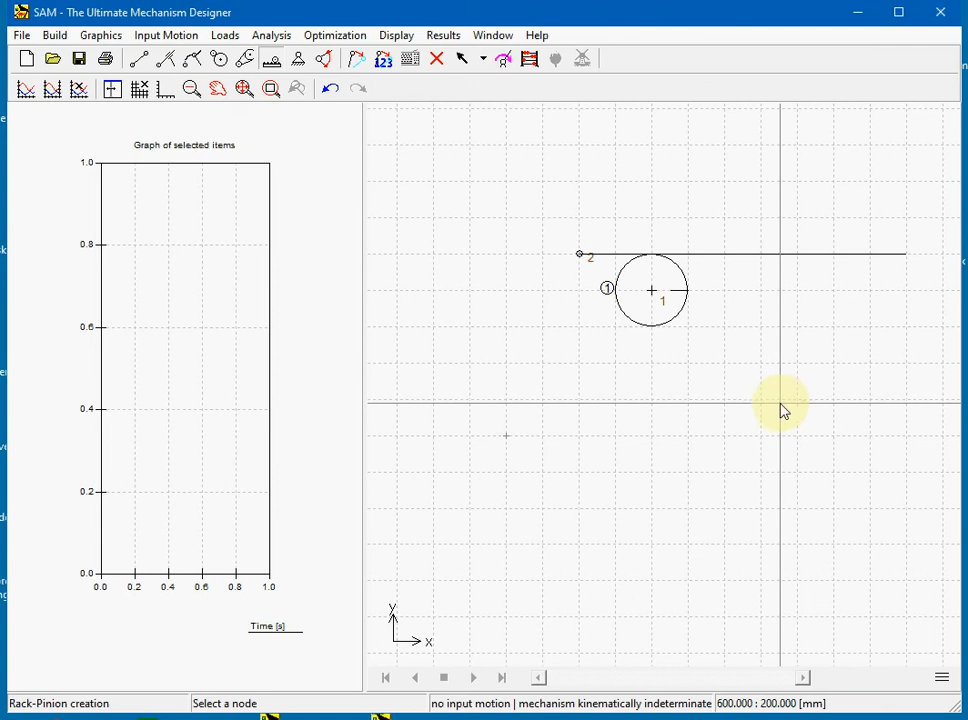 SAM - The Ultimate Mechanism Designer
File Build Graphics Input Motion Loads Analysis Optimization Display Results Window Help
123
Graph of selected items
1.0
0.8
0.6
0.4
0.2
0.0
0.0 0.2 0.4 0.6 0.8 1.0
Time [s]
2
1
1
y
x
Rack-Pinion creation
Select a node
no input motion | mechanism kinematically indeterminate
600.000 : 200.000 [mm]